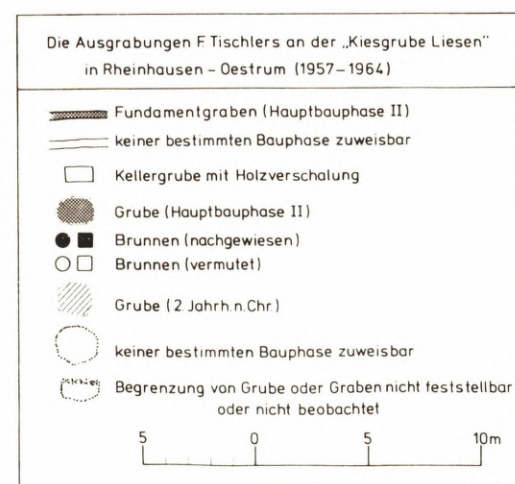 Die Ausgrabungen F. Tischlers an der „Kiesgrube Liesen"
in Rheinhausen – Oestrum (1957–1964)
Fundamentgraben (Hauptbauphase II)
keiner bestimmten Bauphase zuweisbar
Kellergrube mit Holzverschalung
Grube (Hauptbauphase II)
Brunnen (nachgewiesen)
Brunnen (vermutet)
Grube (2. Jahrh. n. Chr.)
keiner bestimmten Bauphase zuweisbar
Begrenzung von Grube oder Graben nicht feststellbar
oder nicht beobachtet
5 0 5 10 m